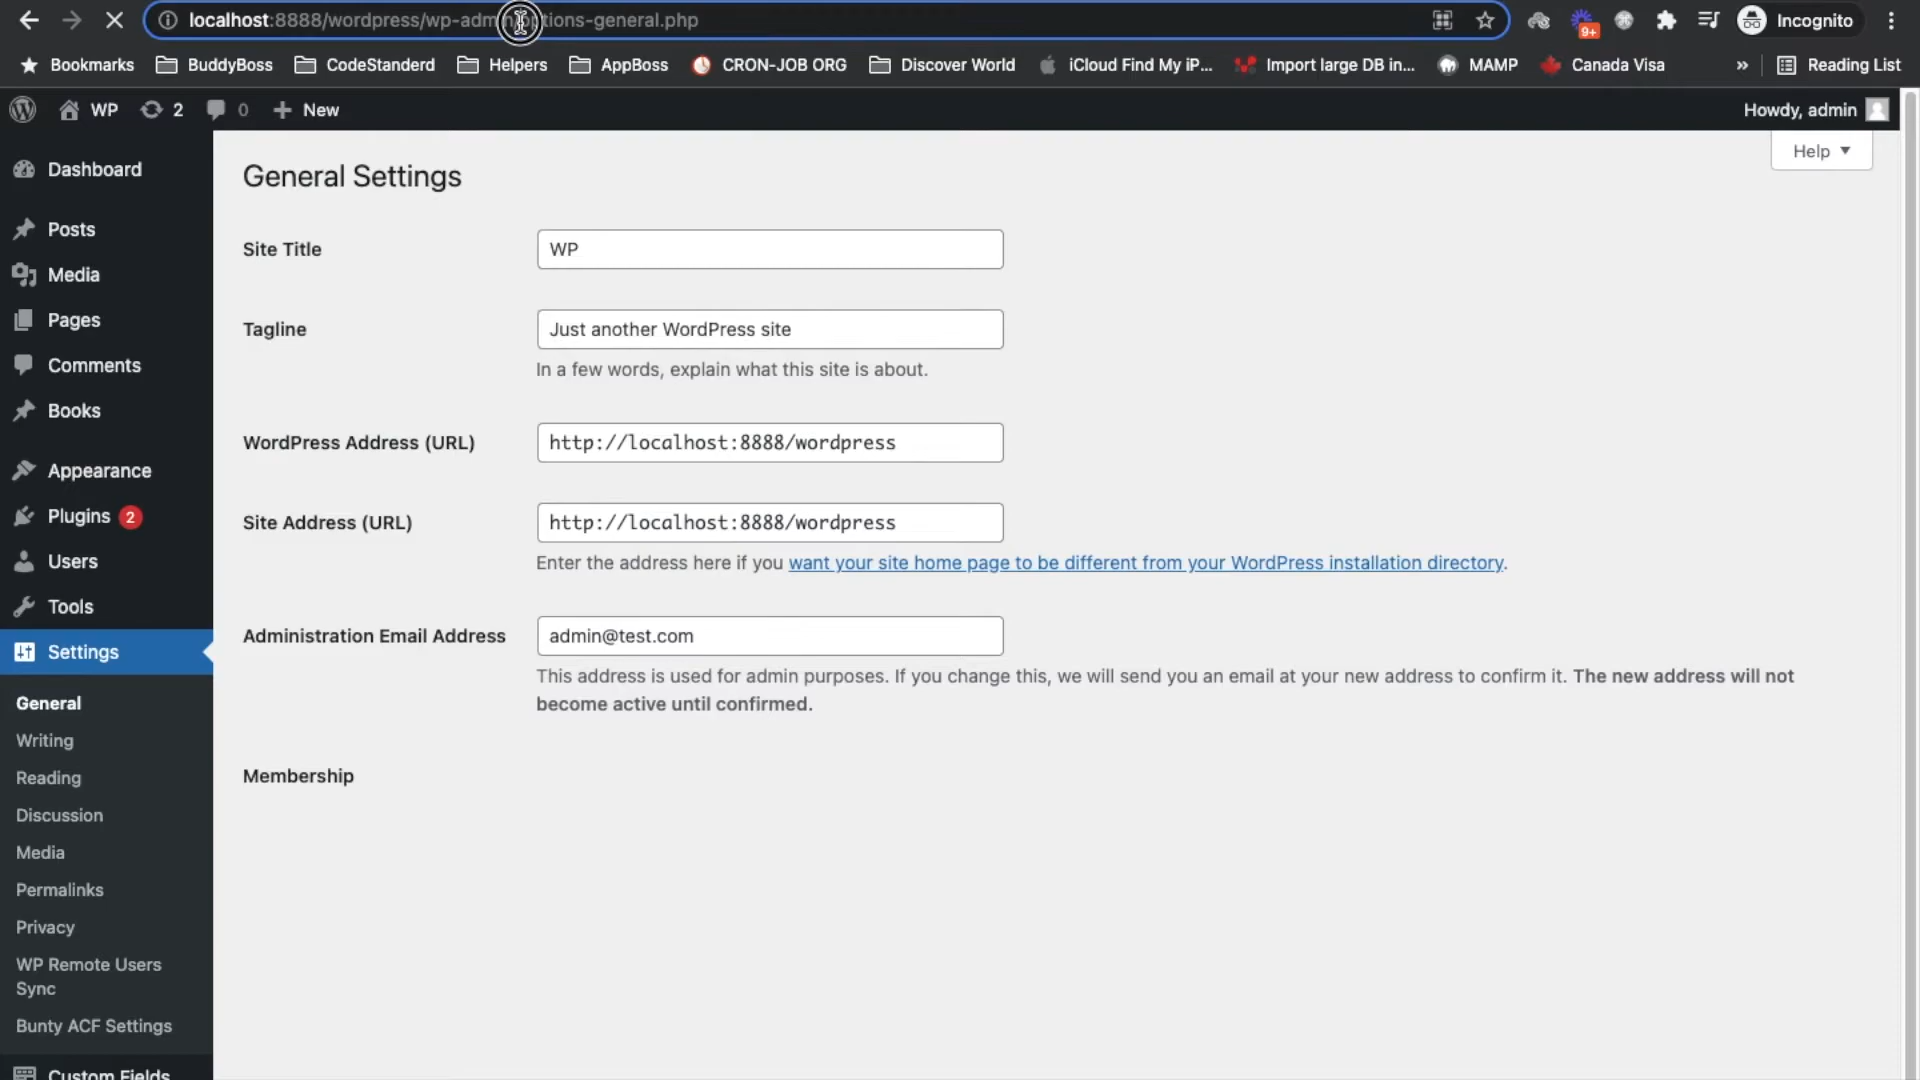 localhost:8888/wordpress/wp-admin/options-general.php
Incognito
9+
Bookmarks BuddyBoss CodeStanderd Helpers AppBoss CRON-JOB ORG Discover World iCloud Find My iP... Import large DB in... MAMP Canada Visa » Reading List
WP 2 0 New Howdy, admin
Help
Dashboard
Posts
Media
Pages
Comments
Books
Appearance
Plugins 2
Users
Tools
Settings
General
Writing
Reading
Discussion
Media
Permalinks
Privacy
WP Remote Users
Sync
Bunty ACF Settings
Custom Fields
General Settings
Site Title WP
Tagline Just another WordPress site
In a few words, explain what this site is about.
WordPress Address (URL) http://localhost:8888/wordpress
Site Address (URL) http://localhost:8888/wordpress
Enter the address here if you want your site home page to be different from your WordPress installation directory.
Administration Email Address admin@test.com
This address is used for admin purposes. If you change this, we will send you an email at your new address to confirm it. The new address will not
become active until confirmed.
Membership